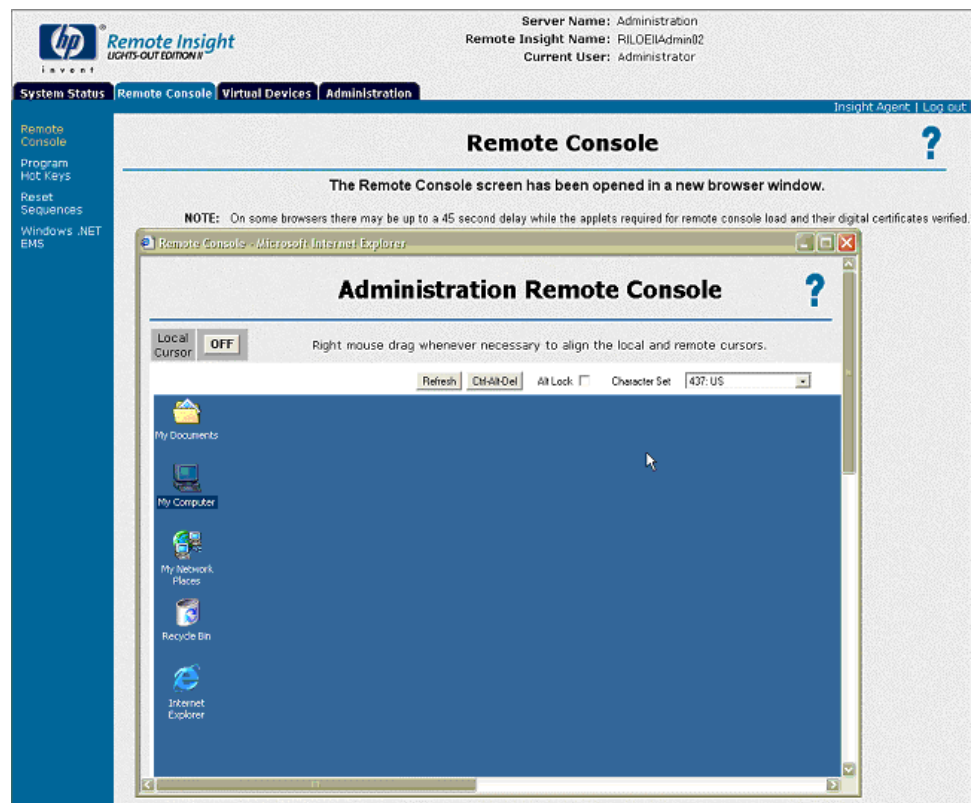 Server Name: Administration
Remote Insight Name: RILOEIIAdmin02
Current User: Administrator
hp
invent
Remote Insight
LIGHTS-OUT EDITION II
System Status
Remote Console
Virtual Devices
Administration
Insight Agent | Log out
Remote
Console
Program
Hot Keys
Reset
Sequences
Windows .NET
EMS
Remote Console
?
The Remote Console screen has been opened in a new browser window.
NOTE: On some browsers there may be up to a 45 second delay while the applets required for remote console load and their digital certificates verified.
Remote Console - Microsoft Internet Explorer
Administration Remote Console
?
Local
Cursor
OFF
Right mouse drag whenever necessary to align the local and remote cursors.
Refresh
Ctrl-Alt-Del
Alt Lock
Character Set
437: US
My Documents
My Computer
My Network
Places
Recycle Bin
Internet
Explorer